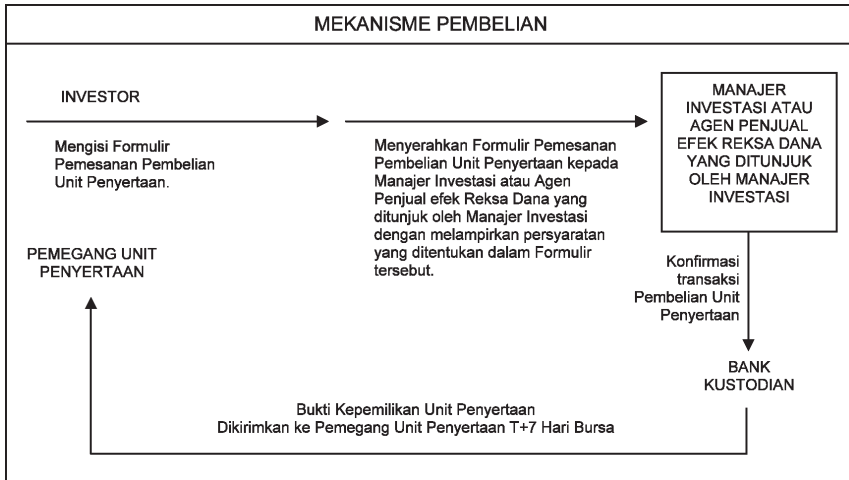 MEKANISME PEMBELIAN
INVESTOR
Mengisi Formulir
Pemesanan Pembelian
Unit Penyertaan.
Menyerahkan Formulir Pemesanan
Pembelian Unit Penyertaan kepada
Manajer Investasi atau Agen
Penjual efek Reksa Dana yang
ditunjuk oleh Manajer Investasi
dengan melampirkan persyaratan
yang ditentukan dalam Formulir
tersebut.
MANAJER
INVESTASI ATAU
AGEN PENJUAL
EFEK REKSA DANA
YANG DITUNJUK
OLEH MANAJER
INVESTASI
Konfirmasi
transaksi
Pembelian Unit
Penyertaan
BANK
KUSTODIAN
Bukti Kepemilikan Unit Penyertaan
Dikirimkan ke Pemegang Unit Penyertaan T+7 Hari Bursa
PEMEGANG UNIT
PENYERTAAN